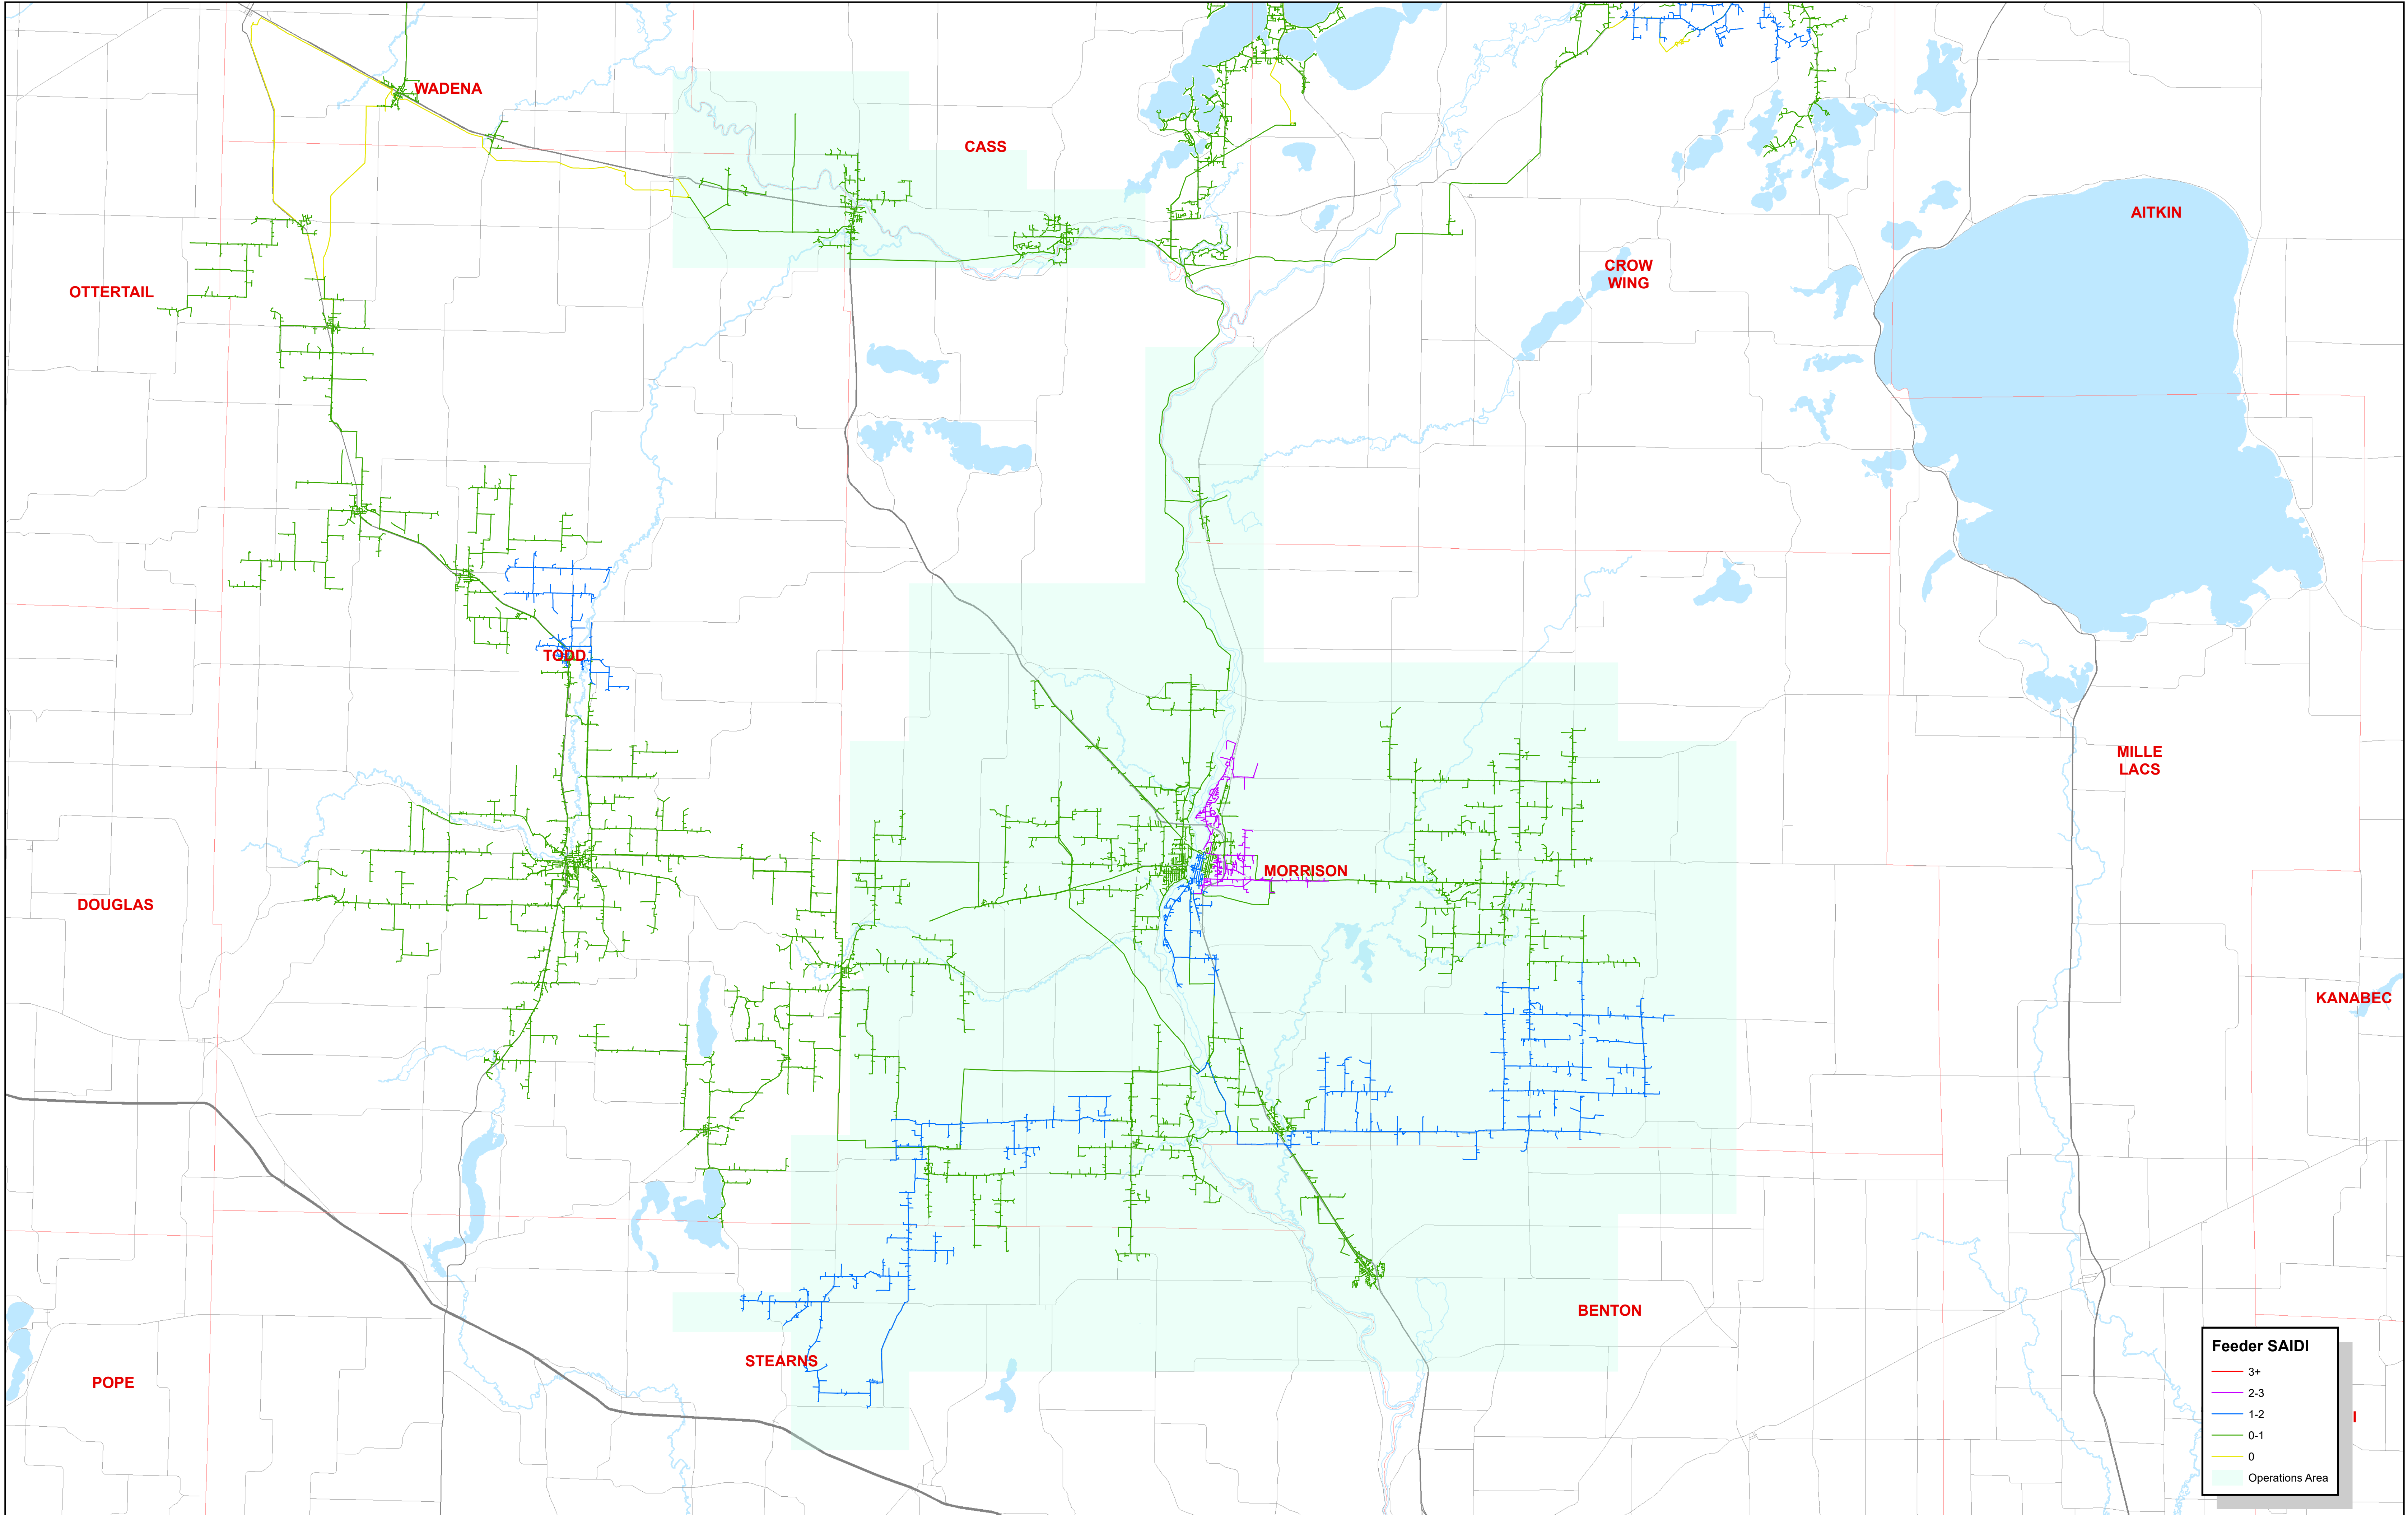 WADENA
CASS
AITKIN
CROW
WING
OTTERTAIL
TODD
MILLE
LACS
MORRISON
DOUGLAS
KANABEC
BENTON
STEARNS
POPE
Feeder SAIDI
3+
2-3
1-2
0-1
0
Operations Area
I